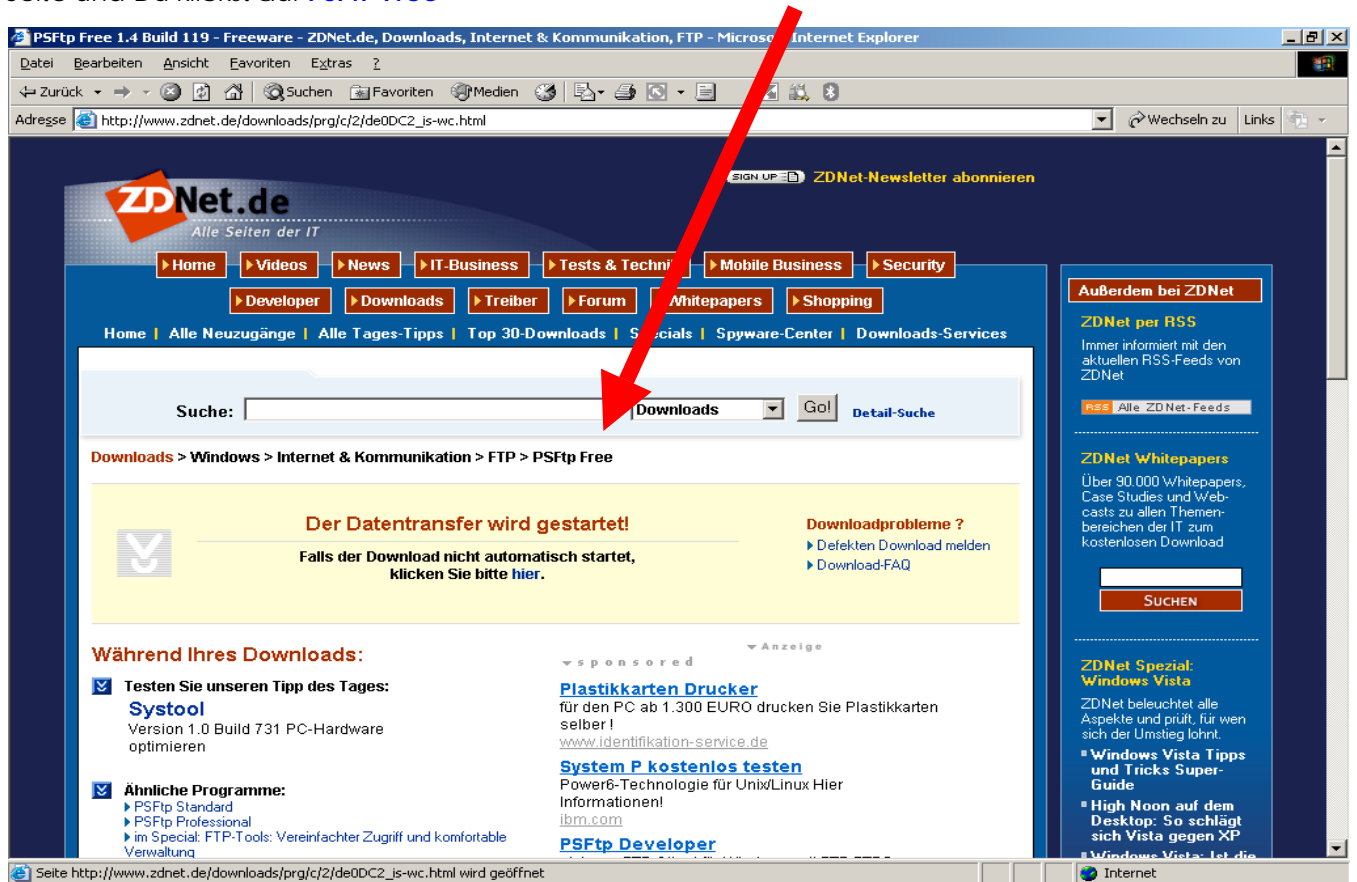 PSFtp Free 1.4 Build 119 - Freeware - ZDNet.de, Downloads, Internet & Kommunikation, FTP - Internet Explorer
Datei Bearbeiten Ansicht Favoriten Extras ?
Zurück Suchen Favoriten Medien
Adresse http://www.zdnet.de/downloads/prg/c/2/de0DC2_is-wc.html Wechseln zu Links
SIGN UP ZDNet-Newsletter abonnieren
ZDNet.de
Alle Seiten der IT
Home Videos News IT-Business Tests & Mobile Business Security
Developer Downloads Treiber Forum Whitepapers Shopping
Home | Alle Neuzugänge | Alle Tages-Tipps | Top 30-Downloads | Spyware-Center | Downloads-Services
Suche: Downloads Go! Detail-Suche
Downloads > Windows > Internet & Kommunikation > FTP > PSFtp Free
Der Datentransfer wird gestartet!
Falls der Download nicht automatisch startet,
klicken Sie bitte hier.
Downloadprobleme ?
Defekten Download melden
Download-FAQ
Während Ihres Downloads:
Testen Sie unseren Tipp des Tages:
Systool
Version 1.0 Build 731 PC-Hardware
optimieren
Ähnliche Programme:
PSFtp Standard
PSFtp Professional
im Special: FTP-Tools: Vereinfachter Zugriff und komfortable
Verwaltung
Anzeige
sponsored
Plastikkarten Drucker
für den PC ab 1.300 EURO drucken Sie Plastikkarten
selber !
www.identifikation-service.de
System P kostenlos testen
Power6-Technologie für Unix/Linux Hier
Informationen!
ibm.com
PSFtp Developer
Außerdem bei ZDNet
ZDNet per RSS
Immer informiert mit den
aktuellen RSS-Feeds von
ZDNet
RSS Alle ZDNet-Feeds
ZDNet Whitepapers
Über 90.000 Whitepapers,
Case Studies und Web-
casts zu allen Themen-
bereichen der IT zum
kostenlosen Download
SUCHEN
ZDNet Spezial:
Windows Vista
ZDNet beleuchtet alle
Aspekte und prüft, für wen
sich der Umstieg lohnt.
Windows Vista Tipps
und Tricks Super-
Guide
High Noon auf dem
Desktop: So schlägt
sich Vista gegen XP
Windows Vista: Ist die
Seite http://www.zdnet.de/downloads/prg/c/2/de0DC2_is-wc.html wird geöffnet Internet